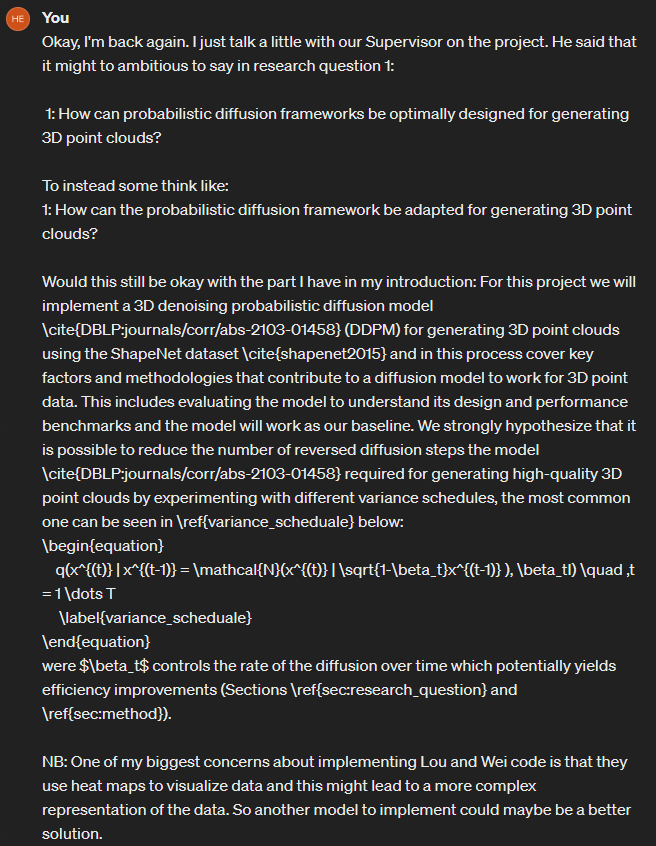 HE You
Okay, I'm back again. I just talk a little with our Supervisor on the project. He said that
it might to ambitious to say in research question 1:
1: How can probabilistic diffusion frameworks be optimally designed for generating
3D point clouds?
To instead some think like:
1: How can the probabilistic diffusion framework be adapted for generating 3D point
clouds?
Would this still be okay with the part I have in my introduction: For this project we will
implement a 3D denoising probabilistic diffusion model
\cite{DBLP:journals/corr/abs-2103-01458} (DDPM) for generating 3D point clouds
using the ShapeNet dataset \cite{shapenet2015} and in this process cover key
factors and methodologies that contribute to a diffusion model to work for 3D point
data. This includes evaluating the model to understand its design and performance
benchmarks and the model will work as our baseline. We strongly hypothesize that it
is possible to reduce the number of reversed diffusion steps the model
\cite{DBLP:journals/corr/abs-2103-01458} required for generating high-quality 3D
point clouds by experimenting with different variance schedules, the most common
one can be seen in \ref{variance_scheduale} below:
\begin{equation}
q(x^{(t)} | x^{(t-1)} = \mathcal{N}(x^{(t)} | \sqrt{1-\beta_t}x^{(t-1)} ), \beta_tI) \quad ,t
= 1 \dots T
\label{variance_scheduale}
\end{equation}
were $\beta_t$ controls the rate of the diffusion over time which potentially yields
efficiency improvements (Sections \ref{sec:research_question} and
\ref{sec:method}).
NB: One of my biggest concerns about implementing Lou and Wei code is that they
use heat maps to visualize data and this might lead to a more complex
representation of the data. So another model to implement could maybe be a better
solution.